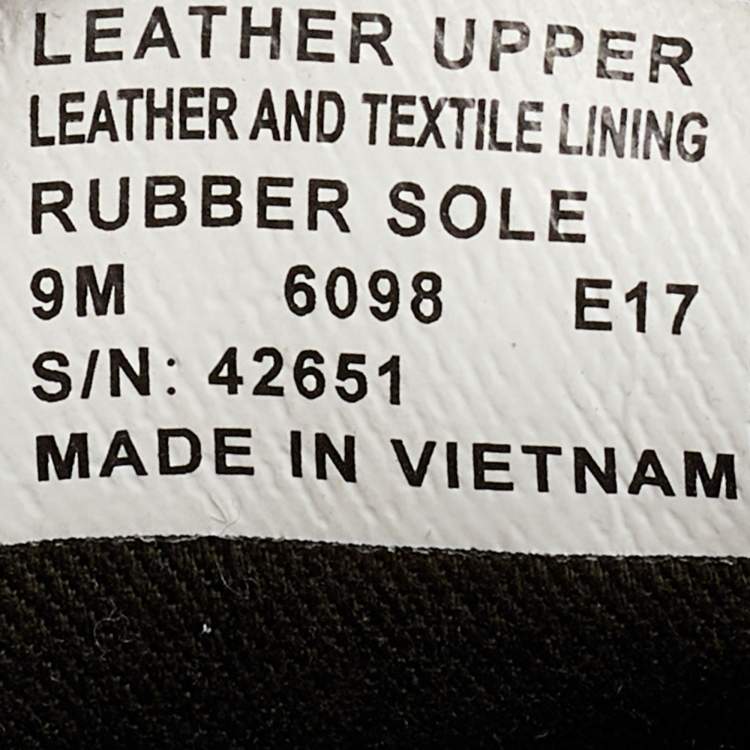 LEATHER UPPER
LEATHER AND TEXTILE LINING
RUBBER SOLE
9M 6098 E17
S/N: 42651
MADE IN VIETNAM